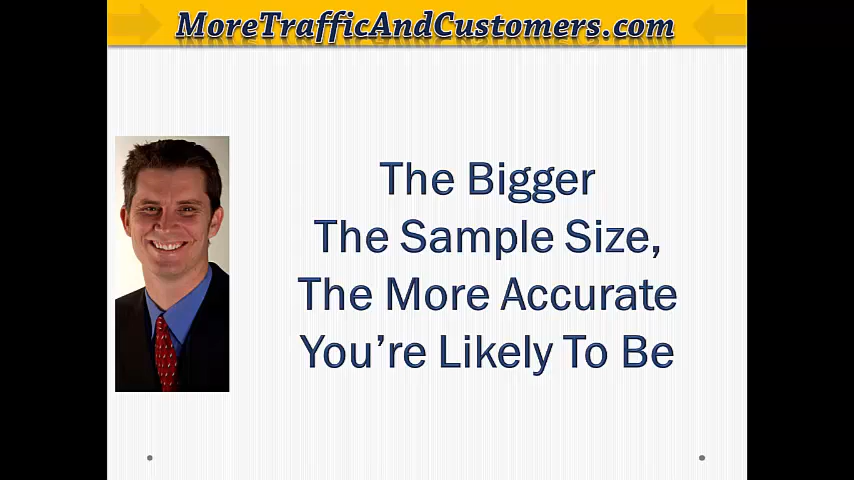 MoreTrafficAndCustomers.com
The Bigger
The Sample Size,
The More Accurate
You're Likely To Be